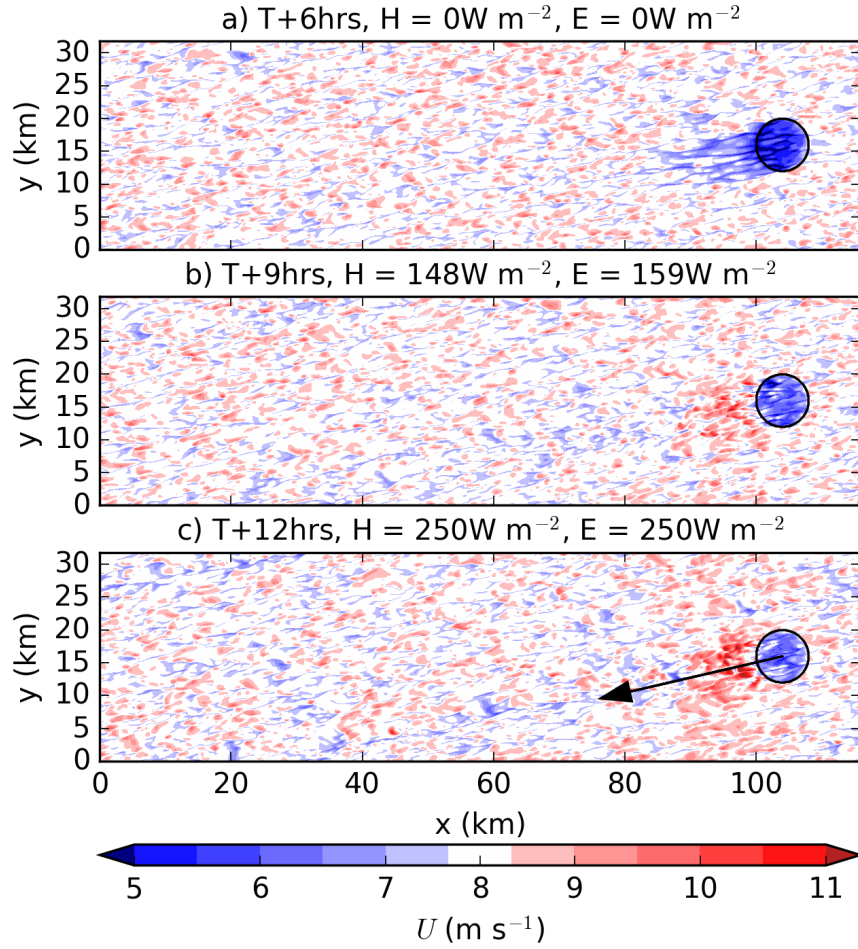 a) T+6hrs, H = 0W m⁻², E = 0W m⁻²
30
25
20
15
10
5
0
y (km)
b) T+9hrs, H = 148W m⁻², E = 159W m⁻²
30
25
20
15
10
5
0
y (km)
c) T+12hrs, H = 250W m⁻², E = 250W m⁻²
30
25
20
15
10
5
0
y (km)
0 20 40 60 80 100
x (km)
5 6 7 8 9 10 11
U (m s⁻¹)